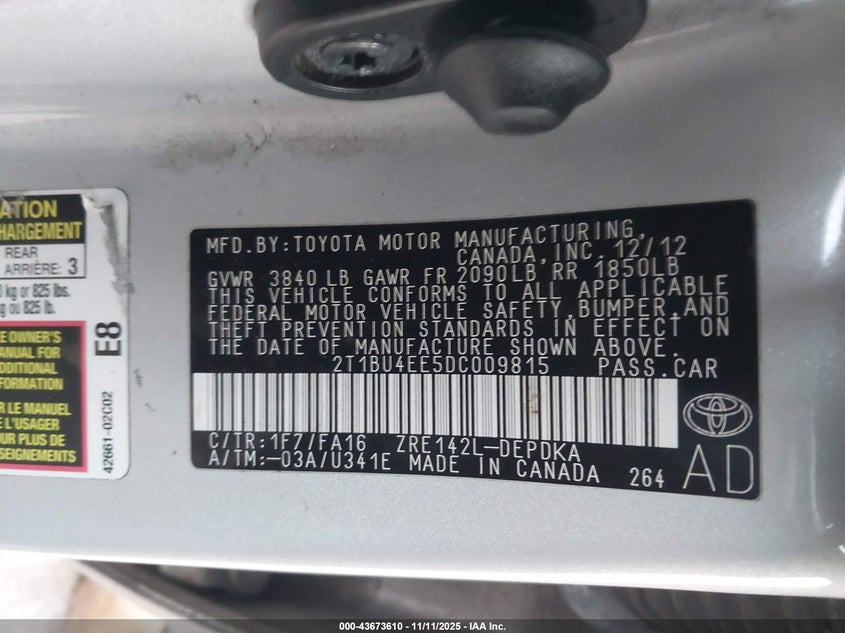 ATION
CHARGEMENT
REAR
ARRIÈRE: 3
kg or 825 lbs.
g ou 825 lb.
E OWNER'S
MANUAL FOR
ADDITIONAL
INFORMATION
R LE MANUEL
E L'USAGER
OUR PLUS DE
SEIGNEMENTS
E8
42661-02C02
MFD.BY:TOYOTA MOTOR MANUFACTURING,
CANADA,INC. 12/12
GVWR 3840 LB GAWR FR 2090LB RR 1850LB
THIS VEHICLE CONFORMS TO ALL APPLICABLE
FEDERAL MOTOR VEHICLE SAFETY,BUMPER,AND
THEFT PREVENTION STANDARDS IN EFFECT ON
THE DATE OF MANUFACTURE SHOWN ABOVE.
2T1BU4EE5DC009815 PASS.CAR
C/TR:1F7/FA16 ZRE142L-DEPDKA
A/TM:-03A/U341E MADE IN CANADA 264
AD
000-43673610 - 11/11/2025 - IAA Inc.